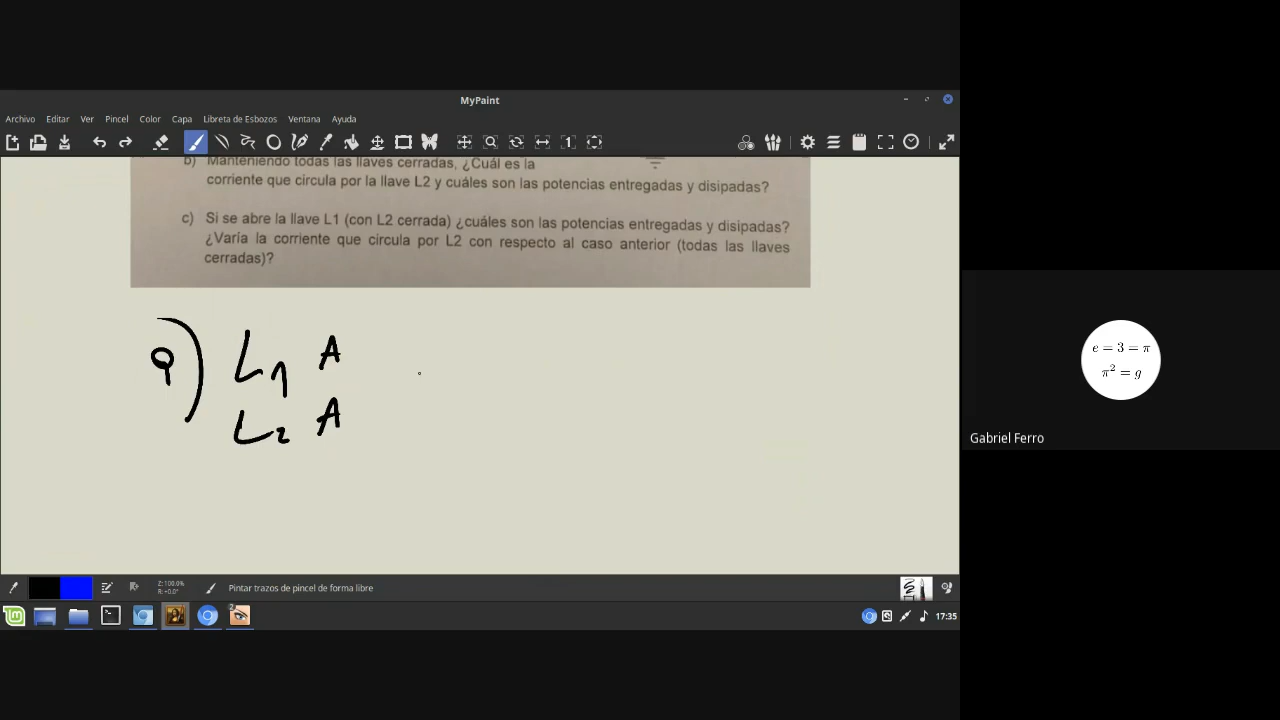 MyPaint
Archivo Editar Ver Pincel Color Capa Libreta de Esbozos Ventana Ayuda
b) Manteniendo todas las llaves cerradas, ¿Cuál es la
corriente que circula por la llave L2 y cuáles son las potencias entregadas y disipadas?
c) Si se abre la llave L1 (con L2 cerrada) ¿cuáles son las potencias entregadas y disipadas?
¿Varía la corriente que circula por L2 con respecto al caso anterior (todas las llaves
cerradas)?
a) L1 A
L2 A
e = 3 = π
π² = g
Gabriel Ferro
Z: 100.0%
R: +0.0°
Pintar trazos de pincel de forma libre
17:35